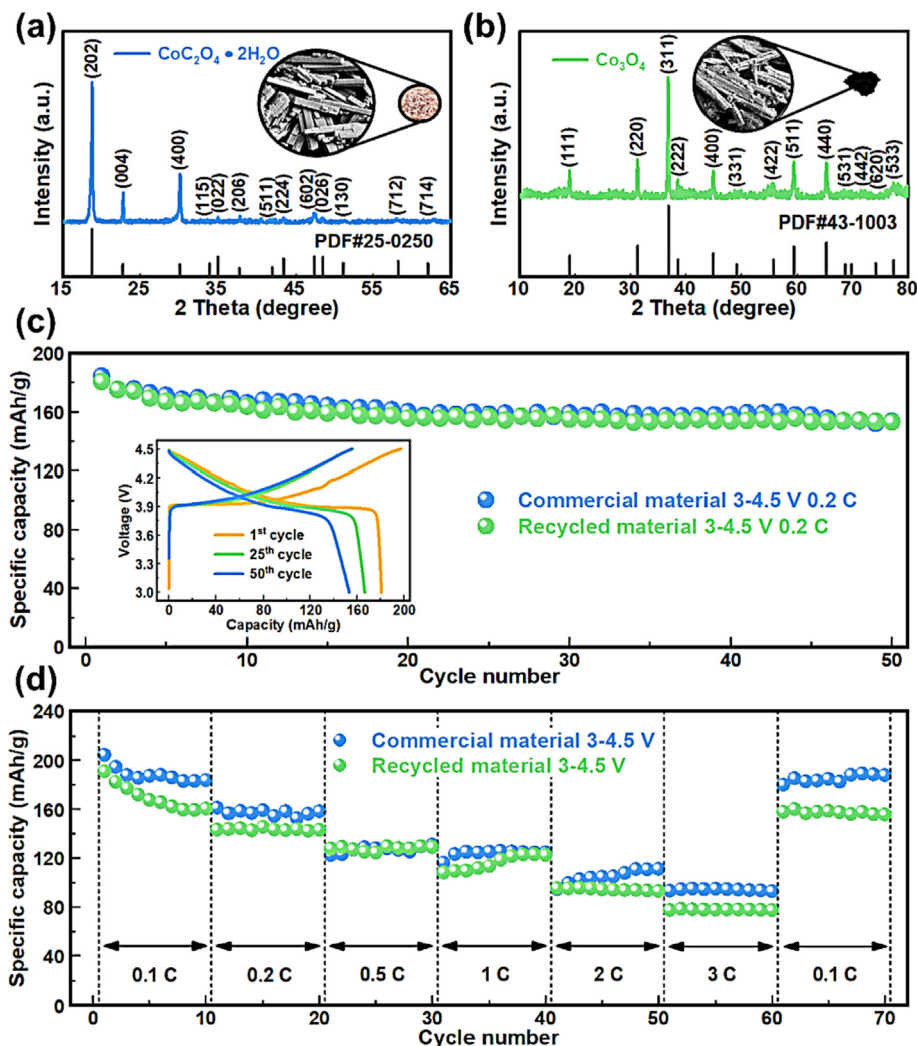 (a)
CoC₂O₄ • 2H₂O
Intensity (a.u.)
(202)
(004)
(400)
(115)
(022)
(206)
(511)
(224)
(602)
(026)
(130)
(712)
(714)
PDF#25-0250
15 25 35 45 55 65
2 Theta (degree)
(b)
Co₃O₄
Intensity (a.u.)
(111)
(220)
(311)
(222)
(400)
(331)
(422)
(511)
(440)
(531)
(442)
(620)
(533)
PDF#43-1003
10 20 30 40 50 60 70 80
2 Theta (degree)
(c)
Specific capacity (mAh/g)
200
160
120
80
40
0
Commercial material 3-4.5 V 0.2 C
Recycled material 3-4.5 V 0.2 C
Voltage (V)
4.5
4.2
3.9
3.6
3.3
3.0
1st cycle
25th cycle
50th cycle
0 40 80 120 160 200
Capacity (mAh/g)
0 10 20 30 40 50
Cycle number
(d)
Specific capacity (mAh/g)
240
200
160
120
80
40
0
Commercial material 3-4.5 V
Recycled material 3-4.5 V
0.1 C 0.2 C 0.5 C 1 C 2 C 3 C 0.1 C
0 10 20 30 40 50 60 70
Cycle number